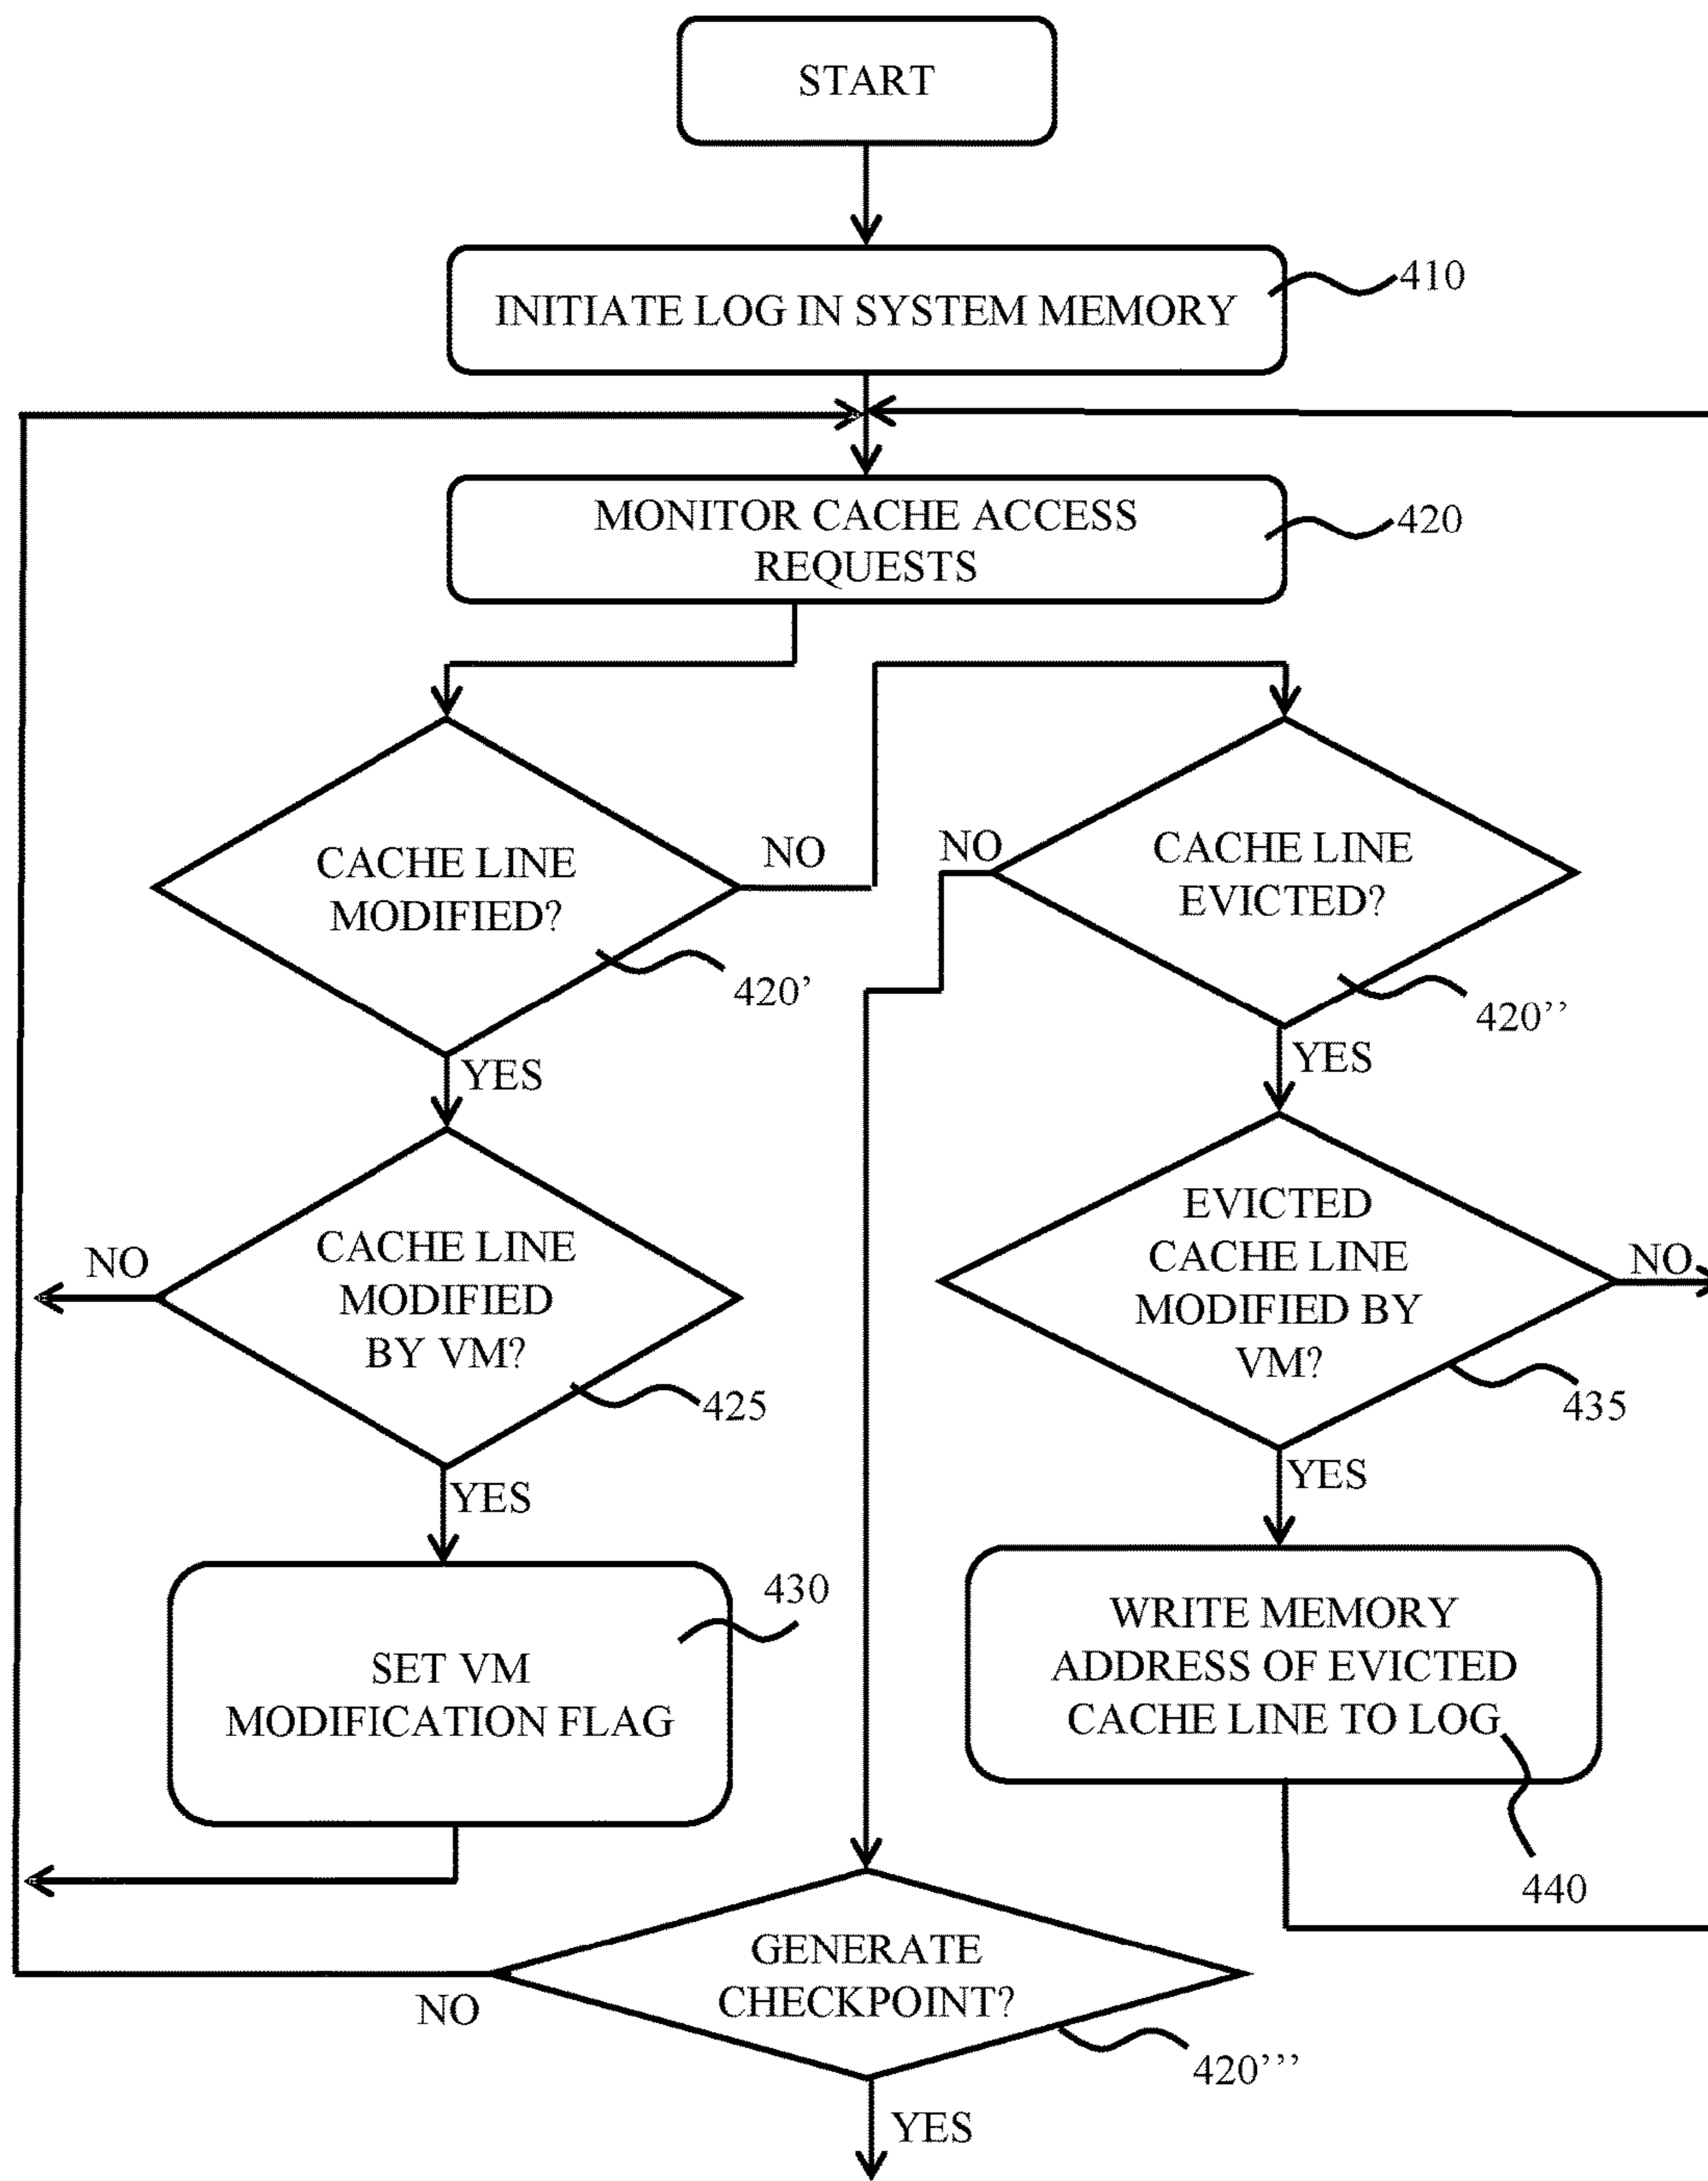 START
INITIATE LOG IN SYSTEM MEMORY
410
MONITOR CACHE ACCESS
REQUESTS
420
CACHE LINE
MODIFIED?
NO
420'
NO
CACHE LINE
EVICTED?
420’’
YES
YES
NO
CACHE LINE
MODIFIED
BY VM?
425
EVICTED
CACHE LINE
MODIFIED BY
VM?
NO
435
YES
YES
SET VM
MODIFICATION FLAG
430
WRITE MEMORY
ADDRESS OF EVICTED
CACHE LINE TO LOG
440
GENERATE
CHECKPOINT?
NO
420’’’
YES